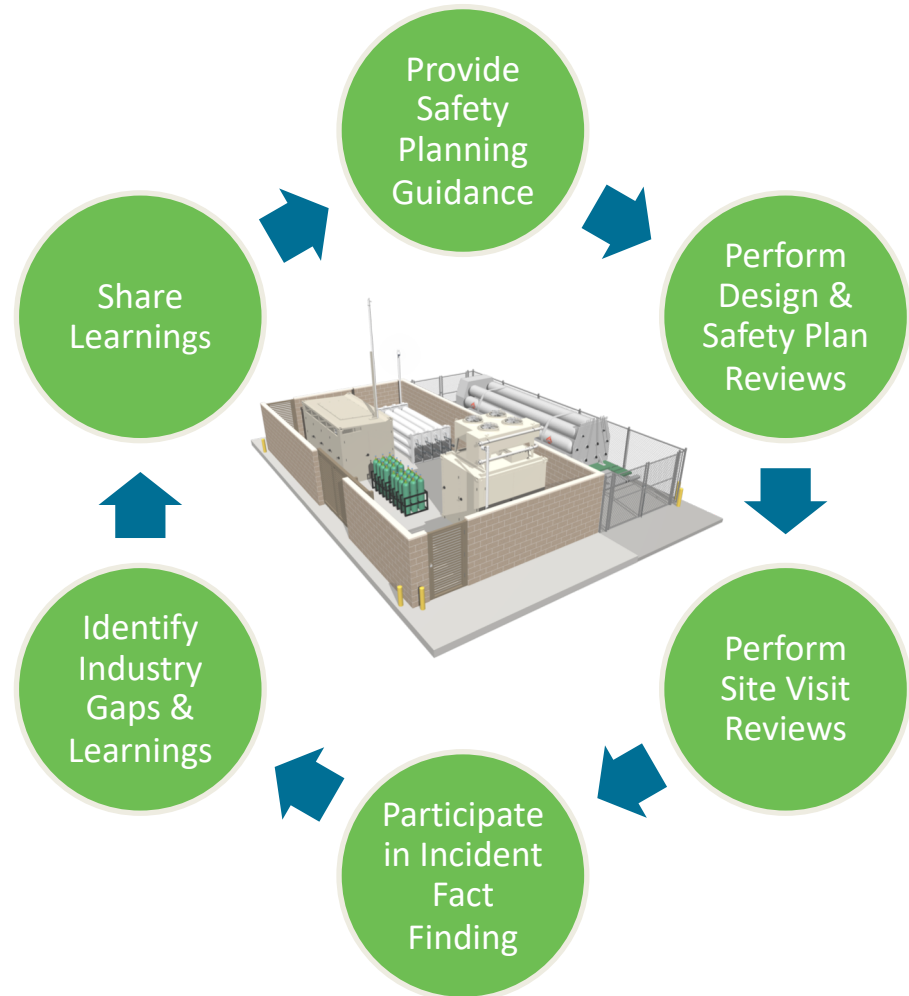 Provide
Safety
Planning
Guidance
Perform
Design &
Safety Plan
Reviews
Perform
Site Visit
Reviews
Participate
in Incident
Fact
Finding
Identify
Industry
Gaps &
Learnings
Share
Learnings